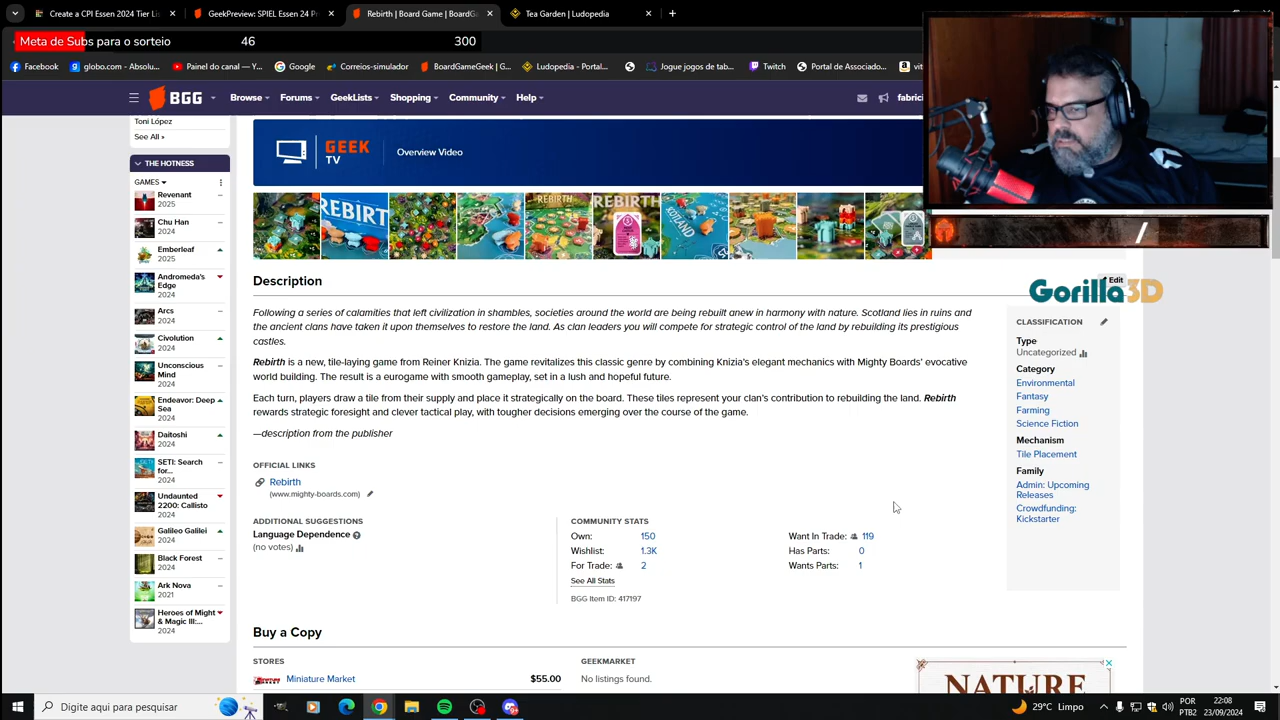 GeekPreview
SPIEL Essen 24 Pr
Rebirth | Board Game | BoardGa
Tea Garden | Ludopedia
Meta de Subs para o sorteio 46 300
Facebook
globo.com - Absolu...
Painel do canal — Y...
Google
Correios-simulador
BoardGameGeek | G...
Ludopedia - Portal...
Jogue jogos de tab...
Twitch
Portal de Associado...
BGG
Browse
Forums
GeekLists
Shopping
Community
Help
fabric
Toni López
See All »
THE HOTNESS
GAMES
Revenant
2025
Chu Han
2024
Emberleaf
2025
Andromeda's
Edge
2024
Arcs
2024
Civolution
2024
Unconscious
Mind
2024
Endeavor: Deep
Sea
2024
Daitoshi
2024
SETI: Search
for...
2024
Undaunted
2200: Callisto
2024
Galileo Galilei
2024
Black Forest
2024
Ark Nova
2021
Heroes of Might
& Magic III:...
2024
GEEK
TV
Overview Video
REBIRT
REBIRTH
REBIRTH
Description
Edit
Gorilla3D
Following a series of calamities that left civilization in shambles, societies around the world are being rebuilt anew in harmony with nature. Scotland lies in ruins and
the ancient clans have taken it upon themselves to restore the land. As clan leaders you will compete for strategic control of the land by rebuilding its prestigious
castles.
Rebirth is a new, tile-laying game from Reiner Knizia. The game revitalizes this classic genre by combining Knizia's elegant mechanics with Mighty Boards' evocative
world building. The result is a eurogame with smooth gameplay, set in a lush and hopeful future.
Each turn, players draw a tile from their supply and place it strategically on the board. These tiles represent your clan's contribution to rebuilding the land. Rebirth
rewards strategic foresight and clever tactical play, with tougher decisions emerging over the course of the game.
—description from the publisher
OFFICIAL LINKS
Rebirth
(www.mighty-boards.com)
ADDITIONAL SUGGESTIONS
Language Dependence
(no votes)
COMMUNITY STATS
Own: 150
Wishlist: 1.3K
For Trade: 2
See All Stats
BGG Item ID: 417197
Want In Trade: 119
Has Parts: 0
Wants Parts: 1
CLASSIFICATION
Type
Uncategorized
Category
Environmental
Fantasy
Farming
Science Fiction
Mechanism
Tile Placement
Family
Admin: Upcoming
Releases
Crowdfunding:
Kickstarter
Buy a Copy
STORES
Miniature Market $55.00
GEEKMARKET
No listings found.
NATURE
Digite aqui para pesquisar
29°C Limpo
POR
PTB2
22:08
23/09/2024